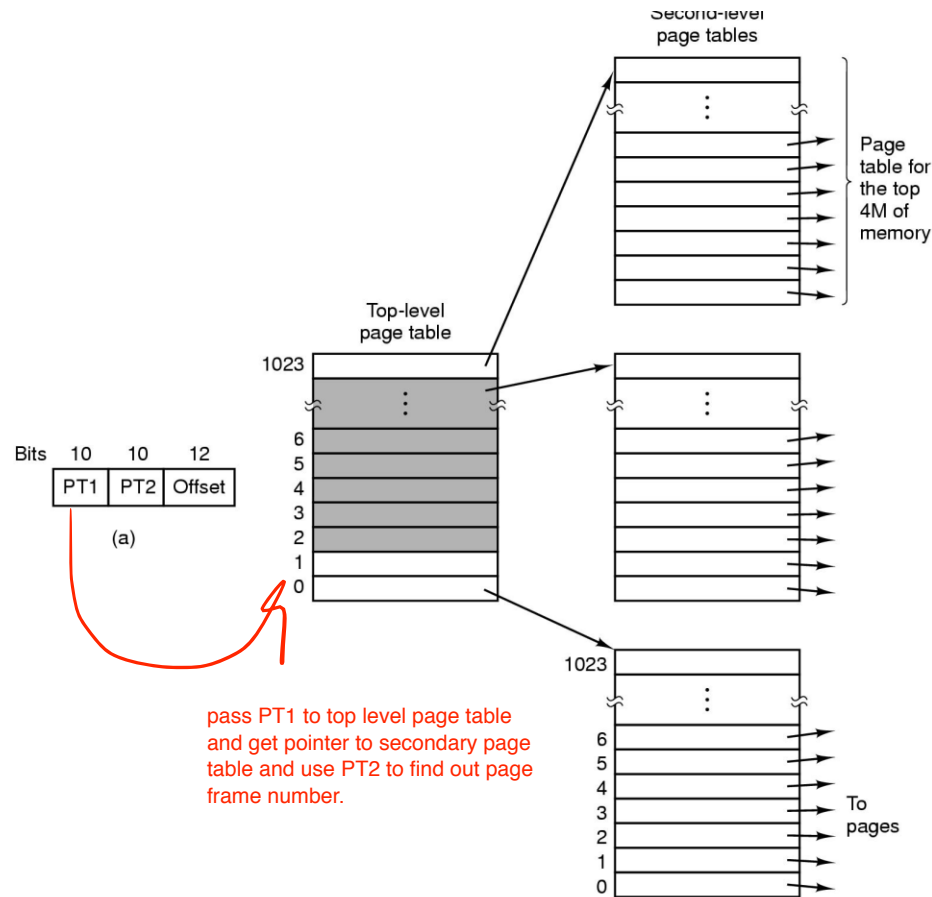 Second-level
page tables
Page
table for
the top
4M of
memory
Top-level
page table
1023
6
5
4
3
2
1
0
Bits 10 10 12
PT1 PT2 Offset
(a)
pass PT1 to top level page table
and get pointer to secondary page
table and use PT2 to find out page
frame number.
1023
6
5
4
3
2
1
0
To
pages